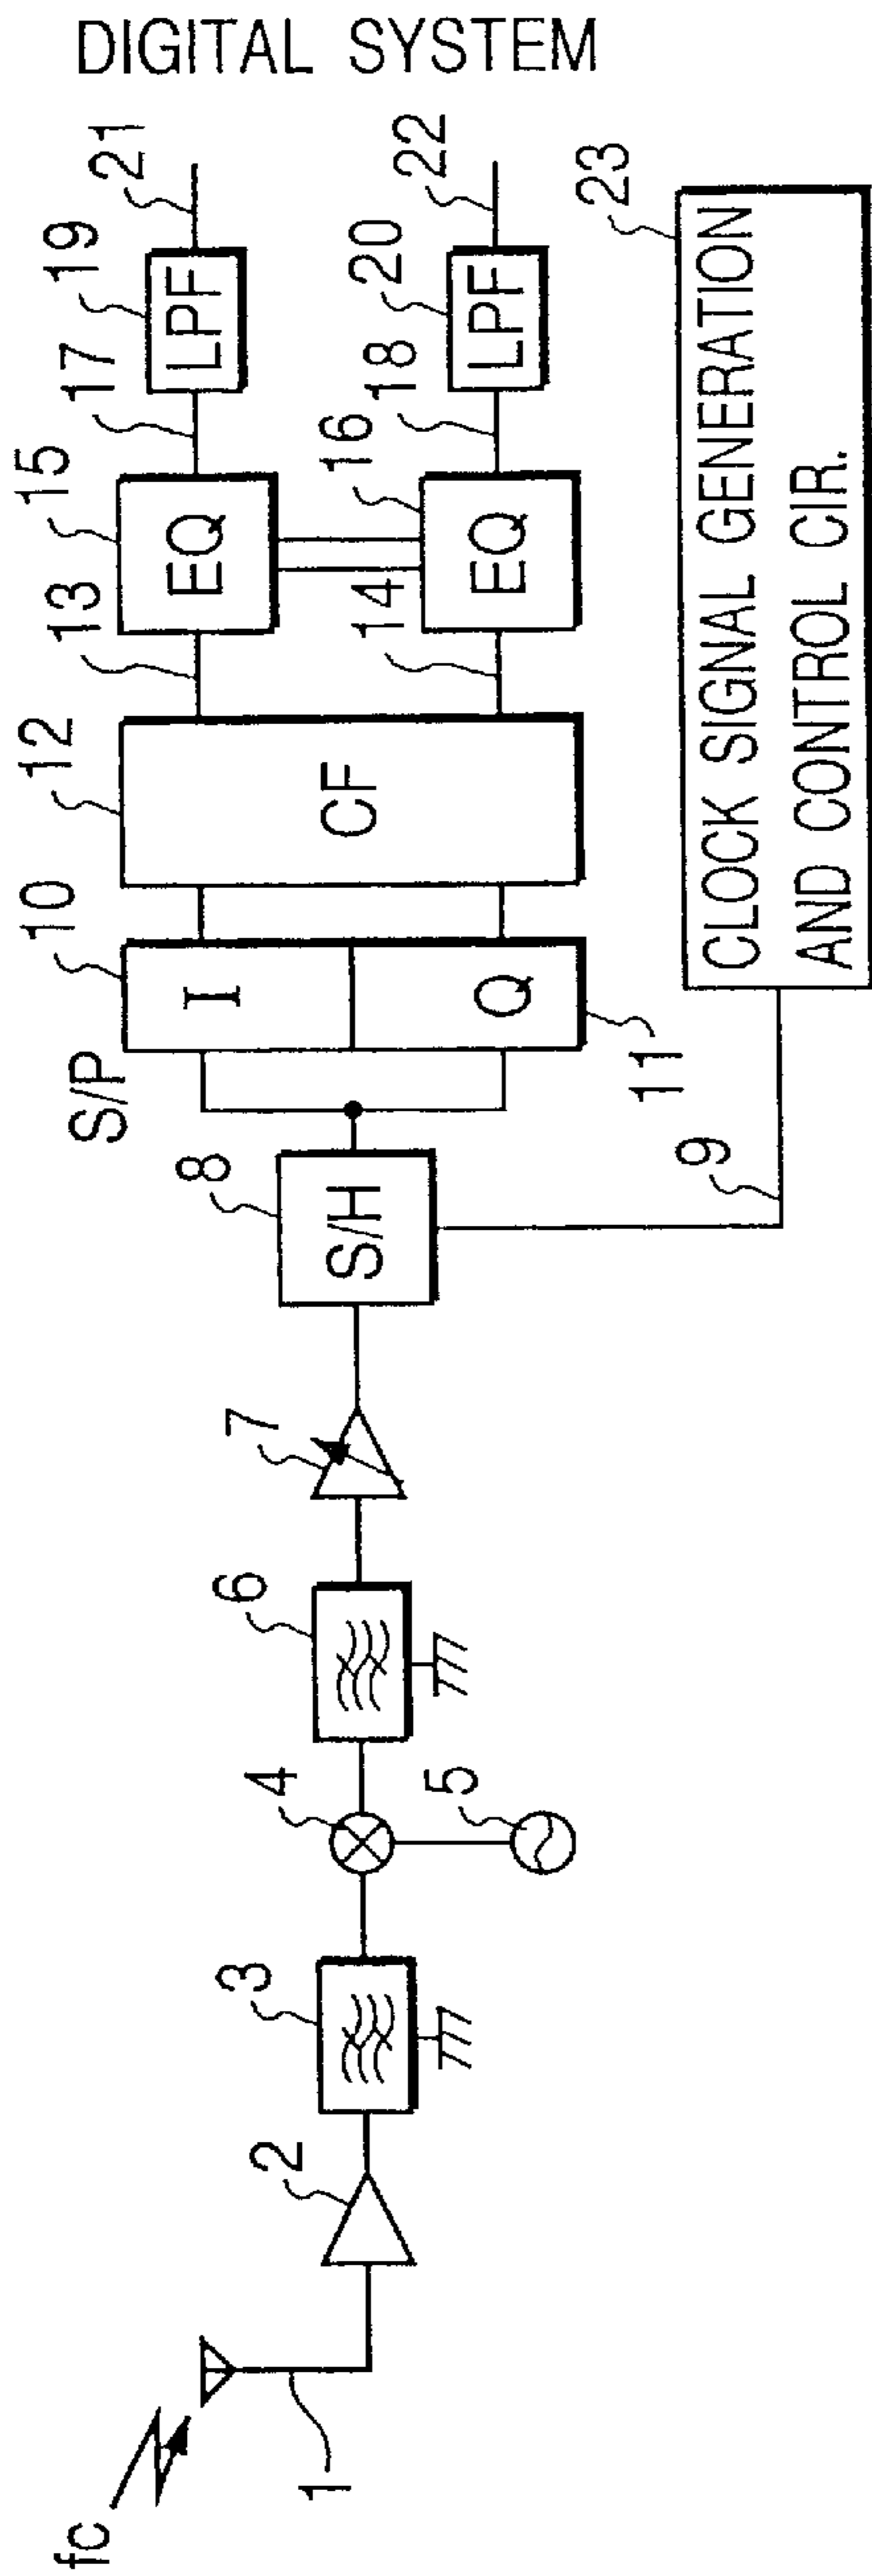 DIGITAL SYSTEM
fc
1
2
3
4
5
6
7
8
S/H
9
S/P
10
I
Q
11
12
CF
13
14
15
EQ
16
EQ
17
18
19
LPF
20
LPF
21
22
23
CLOCK SIGNAL GENERATION
AND CONTROL CIR.